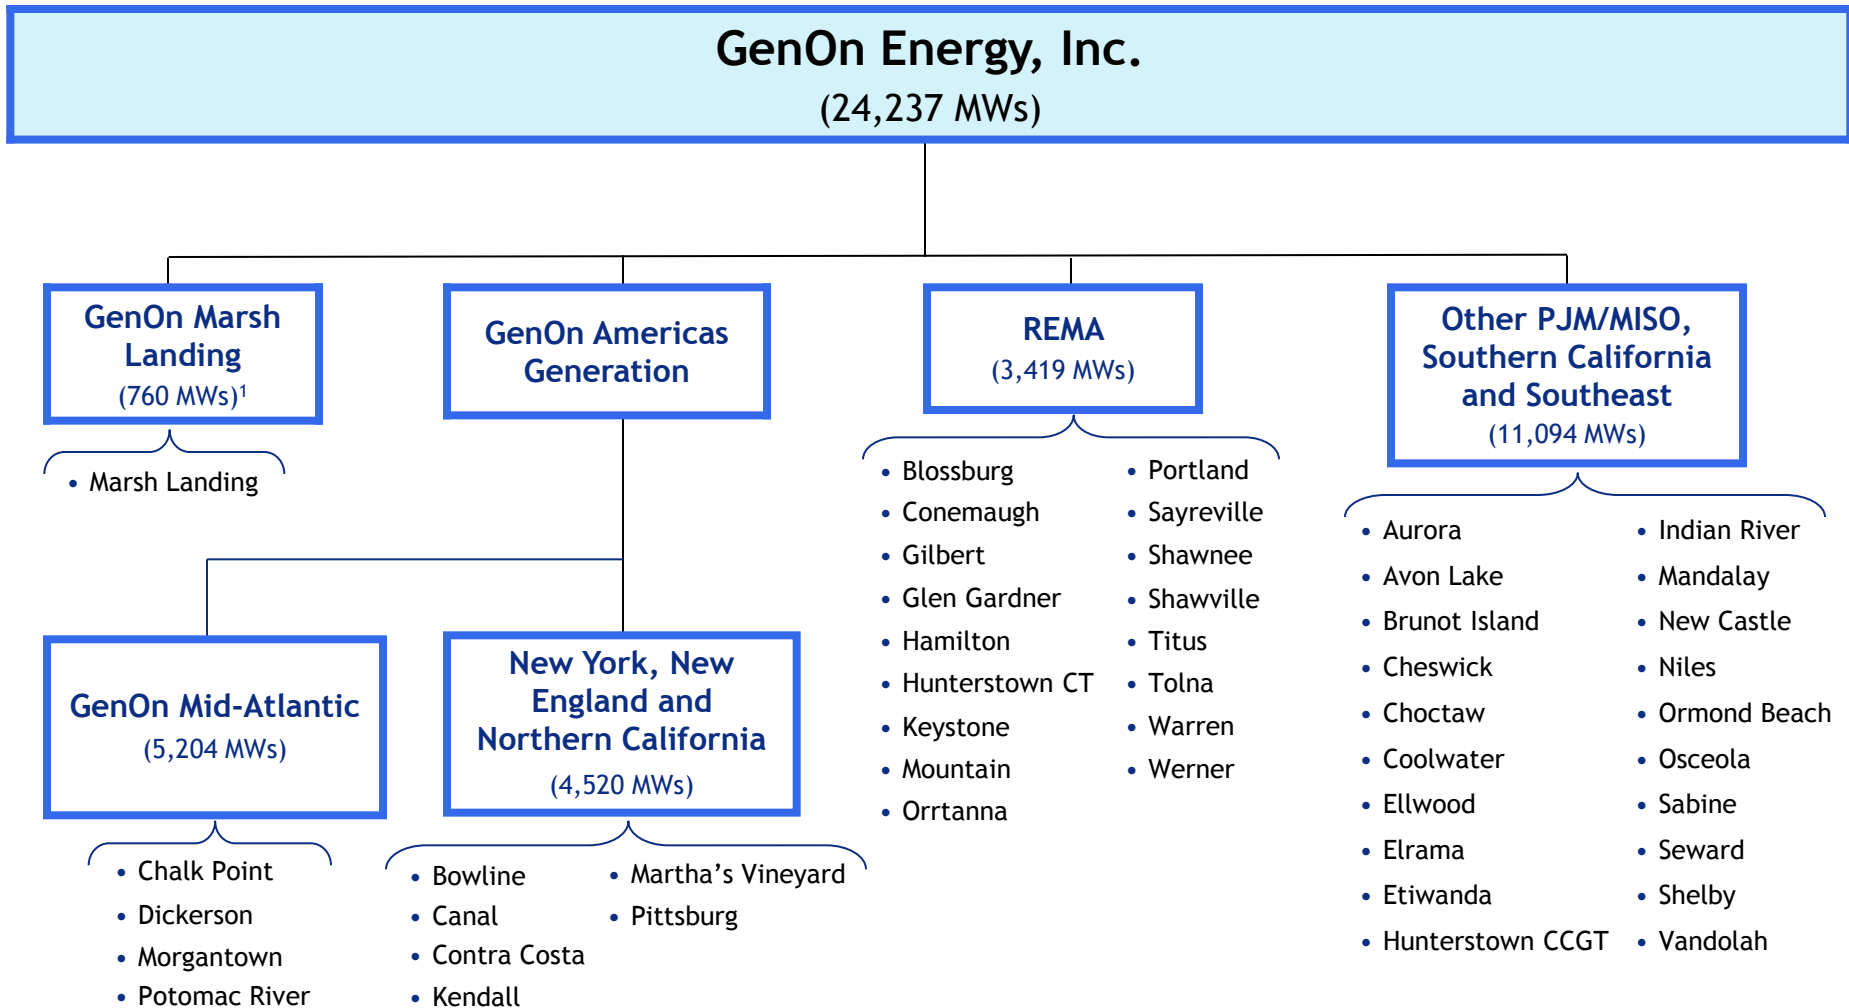 GenOn Energy, Inc.
(24,237 MWs)
GenOn Marsh
Landing
(760 MWs)¹
• Marsh Landing
GenOn Americas
Generation
GenOn Mid-Atlantic
(5,204 MWs)
• Chalk Point
• Dickerson
• Morgantown
• Potomac River
New York, New
England and
Northern California
(4,520 MWs)
• Bowline
• Canal
• Contra Costa
• Kendall
• Martha’s Vineyard
• Pittsburg
REMA
(3,419 MWs)
• Blossburg
• Conemaugh
• Gilbert
• Glen Gardner
• Hamilton
• Hunterstown CT
• Keystone
• Mountain
• Orrtanna
• Portland
• Sayreville
• Shawnee
• Shawville
• Titus
• Tolna
• Warren
• Werner
Other PJM/MISO,
Southern California
and Southeast
(11,094 MWs)
• Aurora
• Avon Lake
• Brunot Island
• Cheswick
• Choctaw
• Coolwater
• Ellwood
• Elrama
• Etiwanda
• Hunterstown CCGT
• Indian River
• Mandalay
• New Castle
• Niles
• Ormond Beach
• Osceola
• Sabine
• Seward
• Shelby
• Vandolah